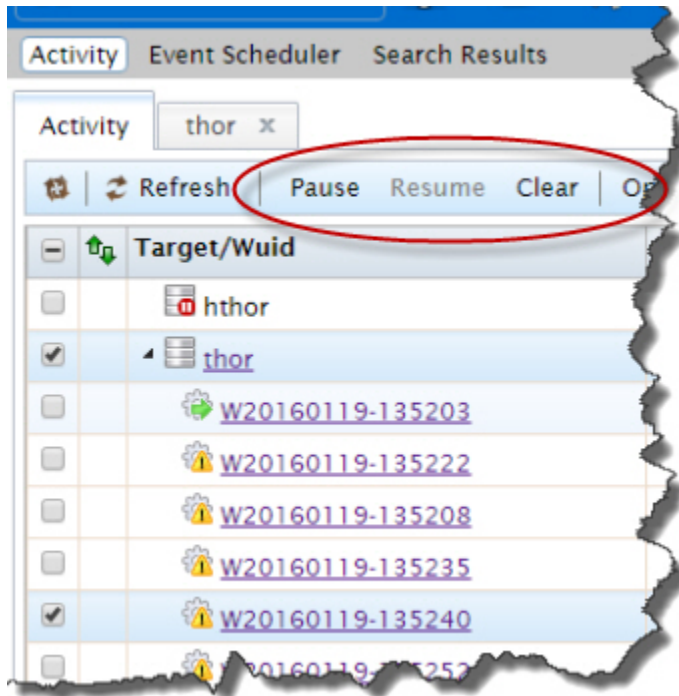 Activity Event Scheduler Search Results
Activity thor x
Refresh Pause Resume Clear
Target/Wuid
hthor
thor
W20160119-135203
W20160119-135222
W20160119-135208
W20160119-135235
W20160119-135240